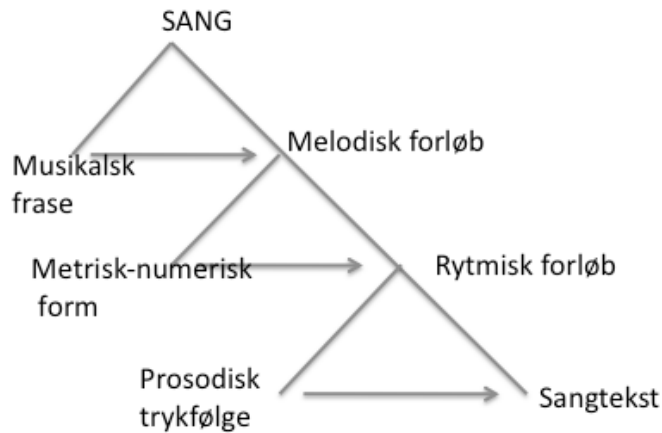 SANG
Melodisk forløb
Musikalsk
frase
Metrisk-numerisk
form
Rytmisk forløb
Prosodisk
trykfølge
Sangtekst